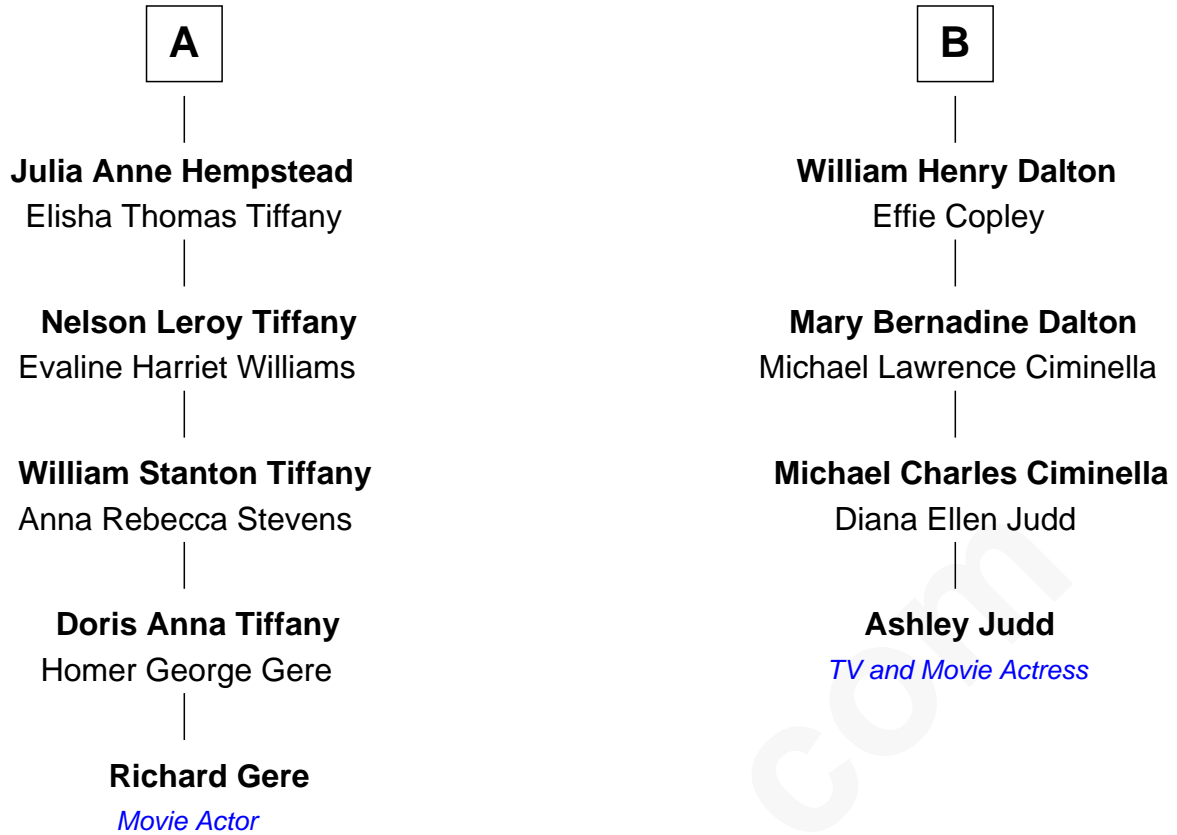 A
Julia Anne Hempstead
Elisha Thomas Tiffany
Nelson Leroy Tiffany
Evaline Harriet Williams
William Stanton Tiffany
Anna Rebecca Stevens
Doris Anna Tiffany
Homer George Gere
Richard Gere
Movie Actor
B
William Henry Dalton
Effie Copley
Mary Bernadine Dalton
Michael Lawrence Ciminella
Michael Charles Ciminella
Diana Ellen Judd
Ashley Judd
TV and Movie Actress
com